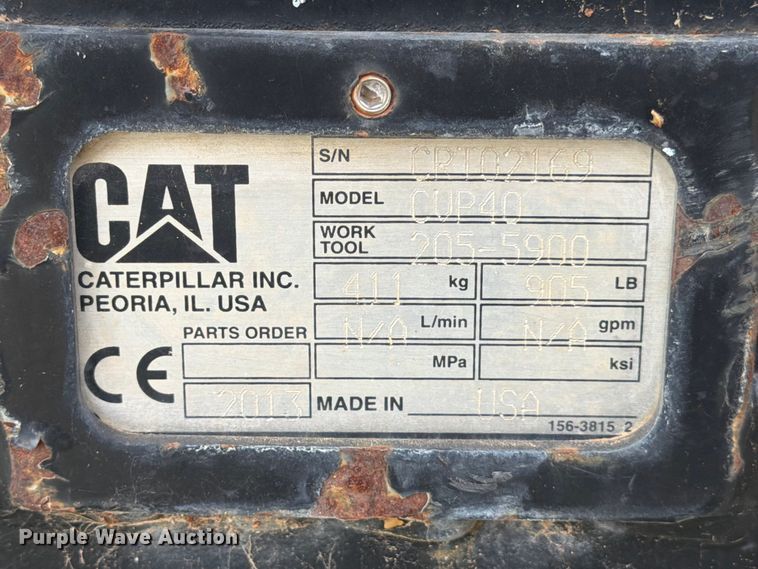 CAT
CATERPILLAR INC.
PEORIA, IL. USA
S/N CRT02169
MODEL CVP40
WORK TOOL 205-5900
411 kg 905 LB
N/A L/min N/A gpm
PARTS ORDER
MPa ksi
CE
2013
MADE IN USA
156-3815 2
Purple Wave Auction